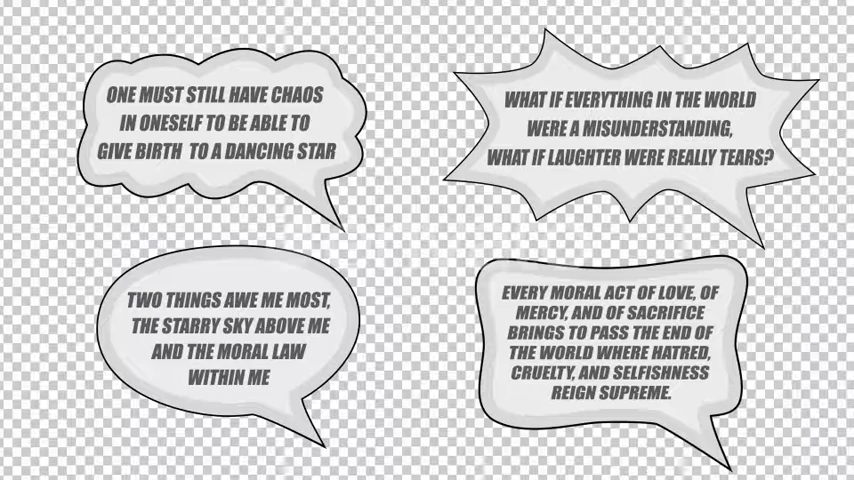 ONE MUST STILL HAVE CHAOS
IN ONESELF TO BE ABLE TO
GIVE BIRTH TO A DANCING STAR
WHAT IF EVERYTHING IN THE WORLD
WERE A MISUNDERSTANDING,
WHAT IF LAUGHTER WERE REALLY TEARS?
TWO THINGS AWE ME MOST,
THE STARRY SKY ABOVE ME
AND THE MORAL LAW
WITHIN ME
EVERY MORAL ACT OF LOVE, OF
MERCY, AND OF SACRIFICE
BRINGS TO PASS THE END OF
THE WORLD WHERE HATRED,
CRUELTY, AND SELFISHNESS
REIGN SUPREME.